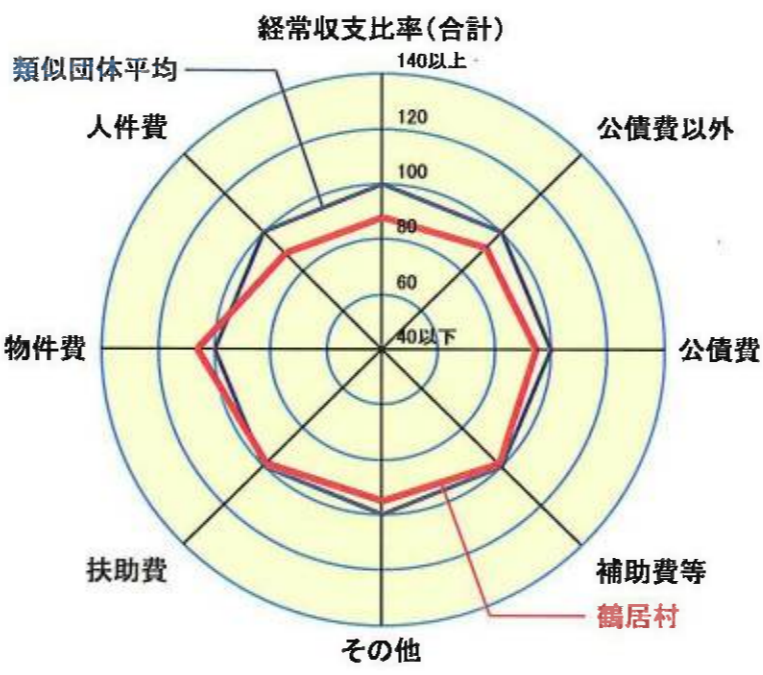 経常収支比率(合計)
類似団体平均
140以上
人件費
120
公債費以外
100
80
60
物件費
40以下
公債費
扶助費
補助費等
鶴居村
その他